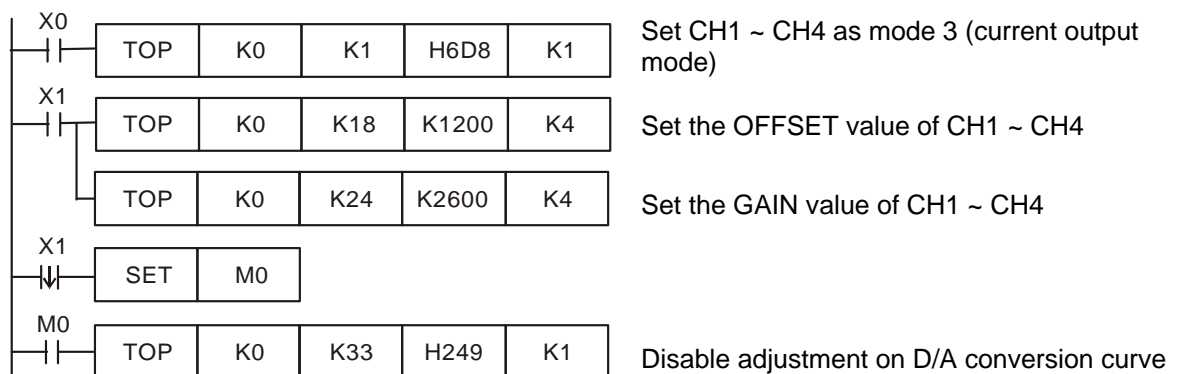 X0
TOP K0 K1 H6D8 K1
Set CH1 ~ CH4 as mode 3 (current output
mode)
X1
TOP K0 K18 K1200 K4
Set the OFFSET value of CH1 ~ CH4
TOP K0 K24 K2600 K4
Set the GAIN value of CH1 ~ CH4
X1
SET M0
M0
TOP K0 K33 H249 K1
Disable adjustment on D/A conversion curve